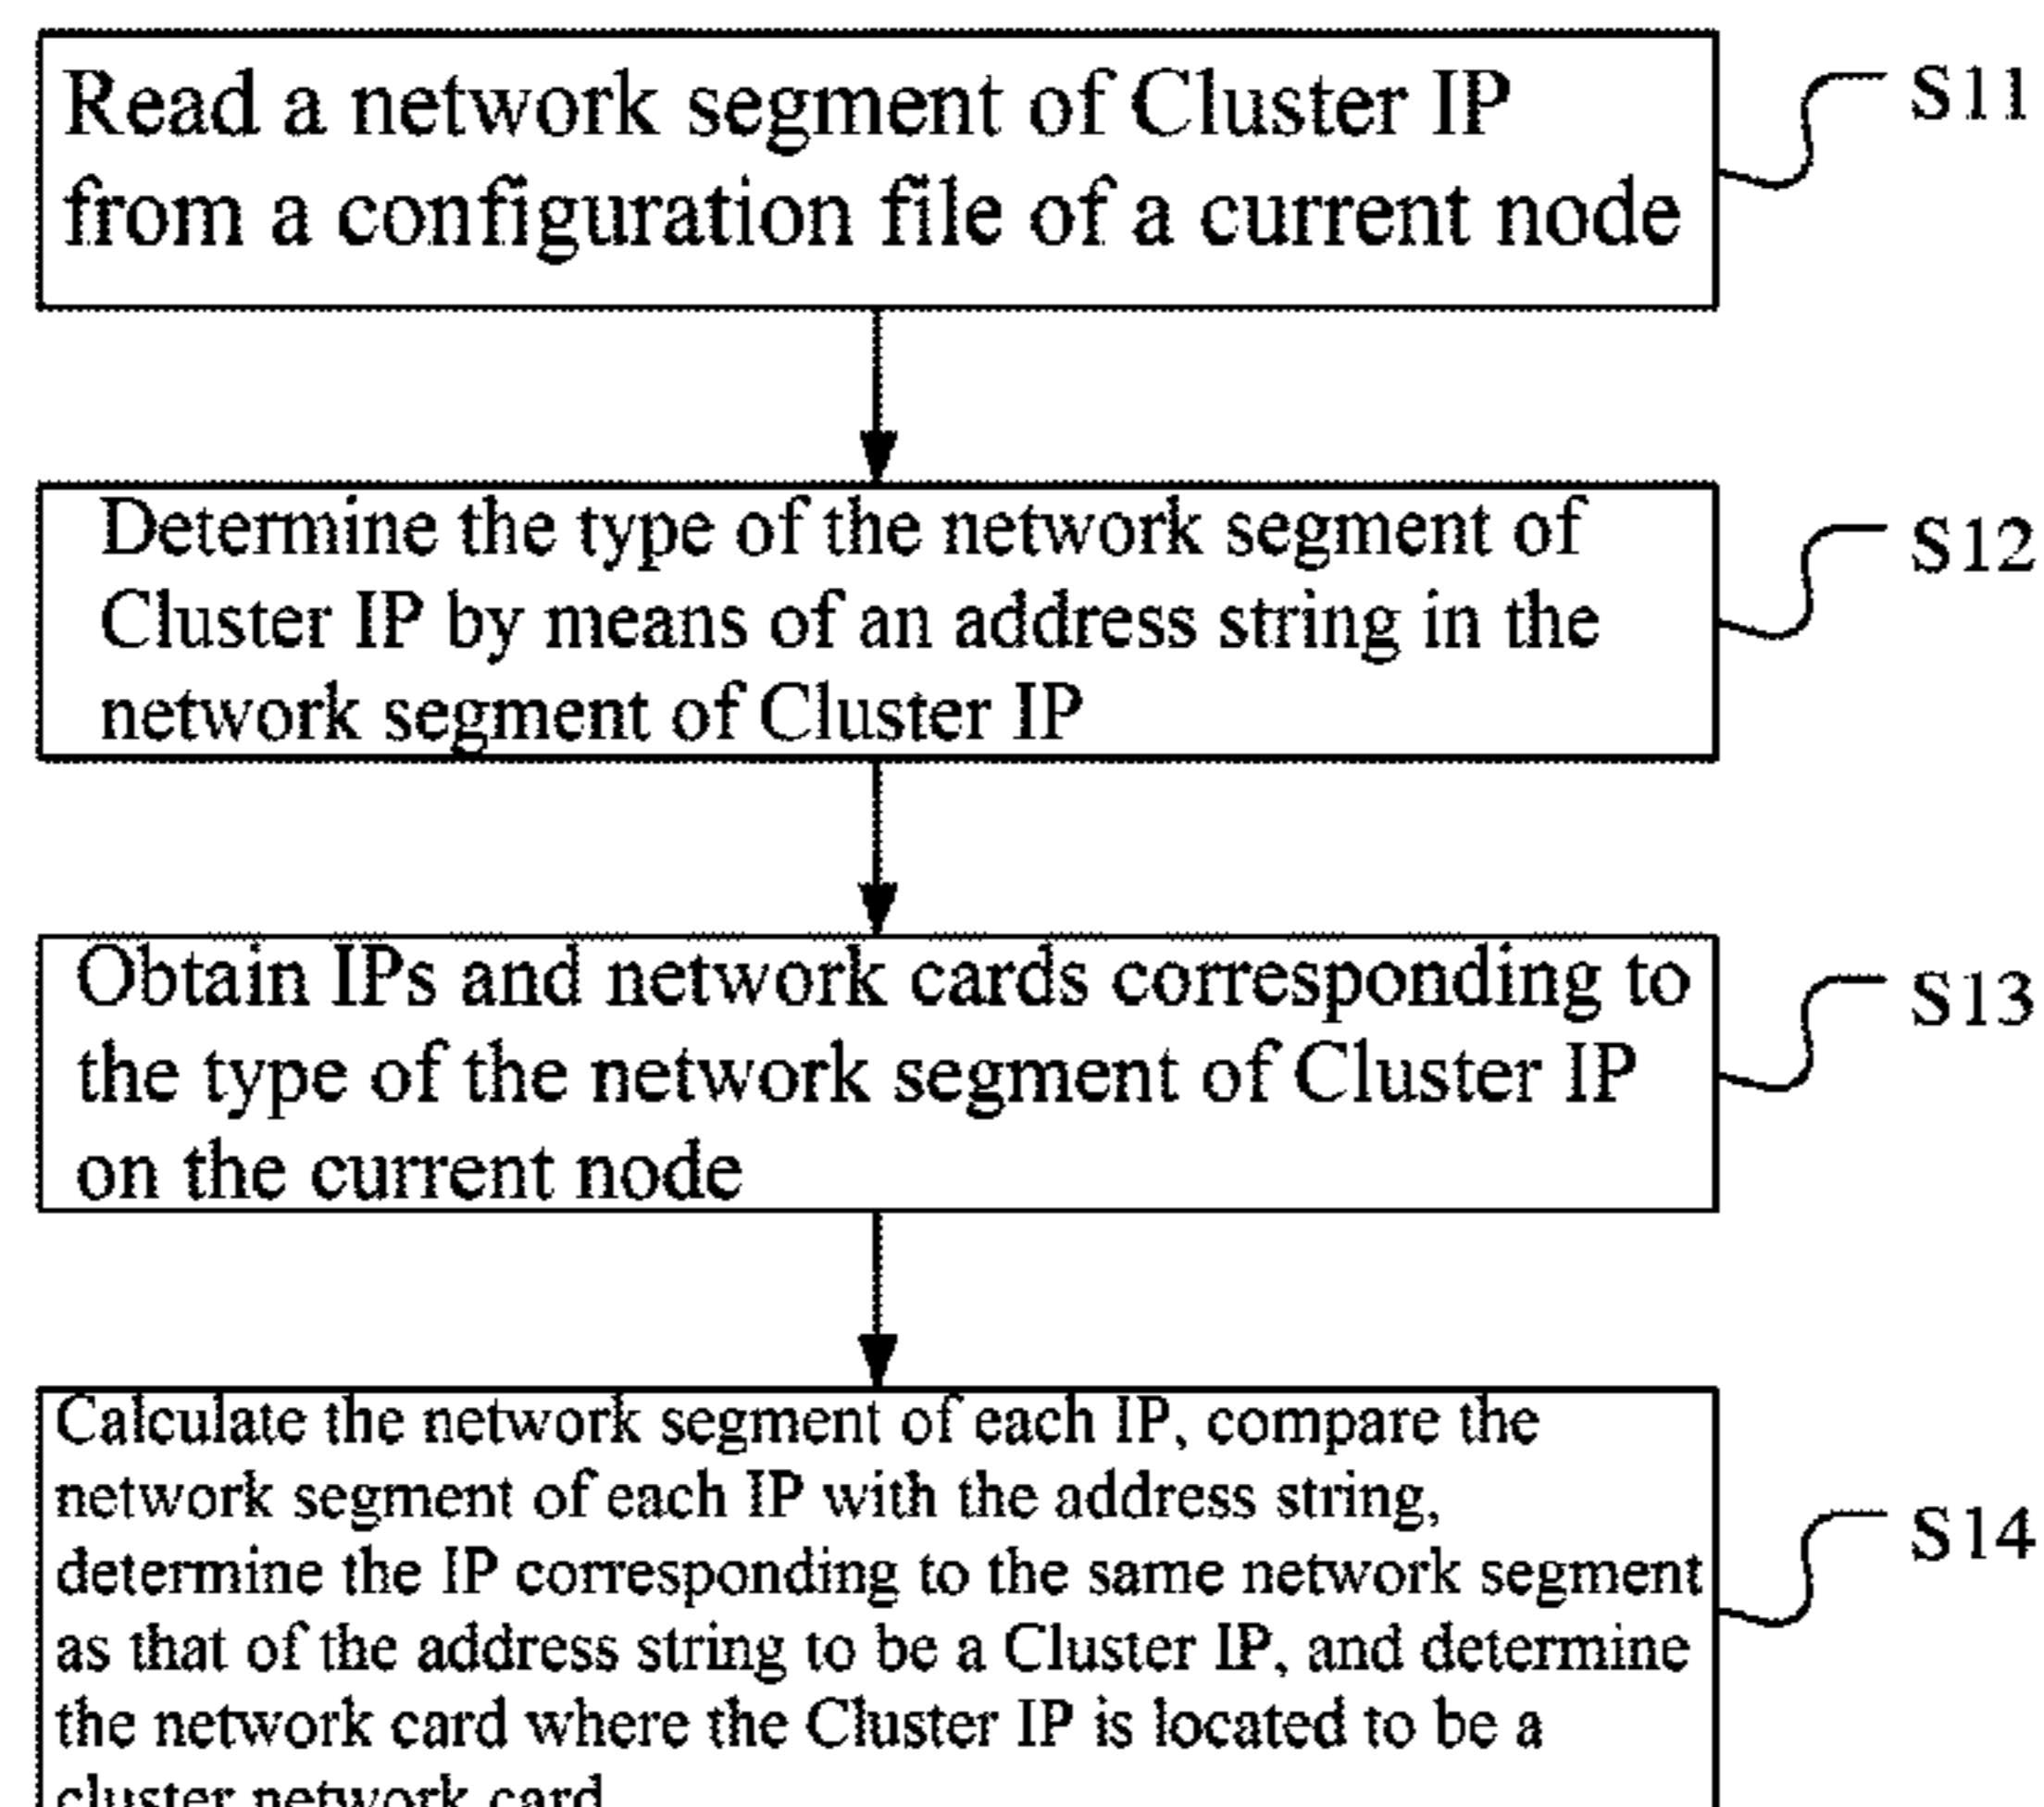 Read a network segment of Cluster IP
from a configuration file of a current node
S11
Determine the type of the network segment of
Cluster IP by means of an address string in the
network segment of Cluster IP
S12
Obtain IPs and network cards corresponding to
the type of the network segment of Cluster IP
on the current node
S13
Calculate the network segment of each IP, compare the
network segment of each IP with the address string,
determine the IP corresponding to the same network segment
as that of the address string to be a Cluster IP, and determine
the network card where the Cluster IP is located to be a
cluster network card
S14